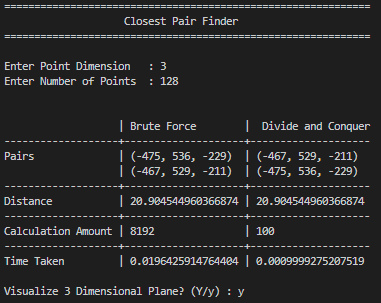 Closest Pair Finder
Enter Point Dimension : 3
Enter Number of Points : 128
| Brute Force | Divide and Conquer
Pairs | (-475, 536, -229) | (-467, 529, -211)
| (-467, 529, -211) | (-475, 536, -229)
Distance | 20.904544960366874 | 20.904544960366874
Calculation Amount | 8192 | 100
Time Taken | 0.0196425914764404 | 0.0009999275207519
Visualize 3 Dimensional Plane? (Y/y) : y